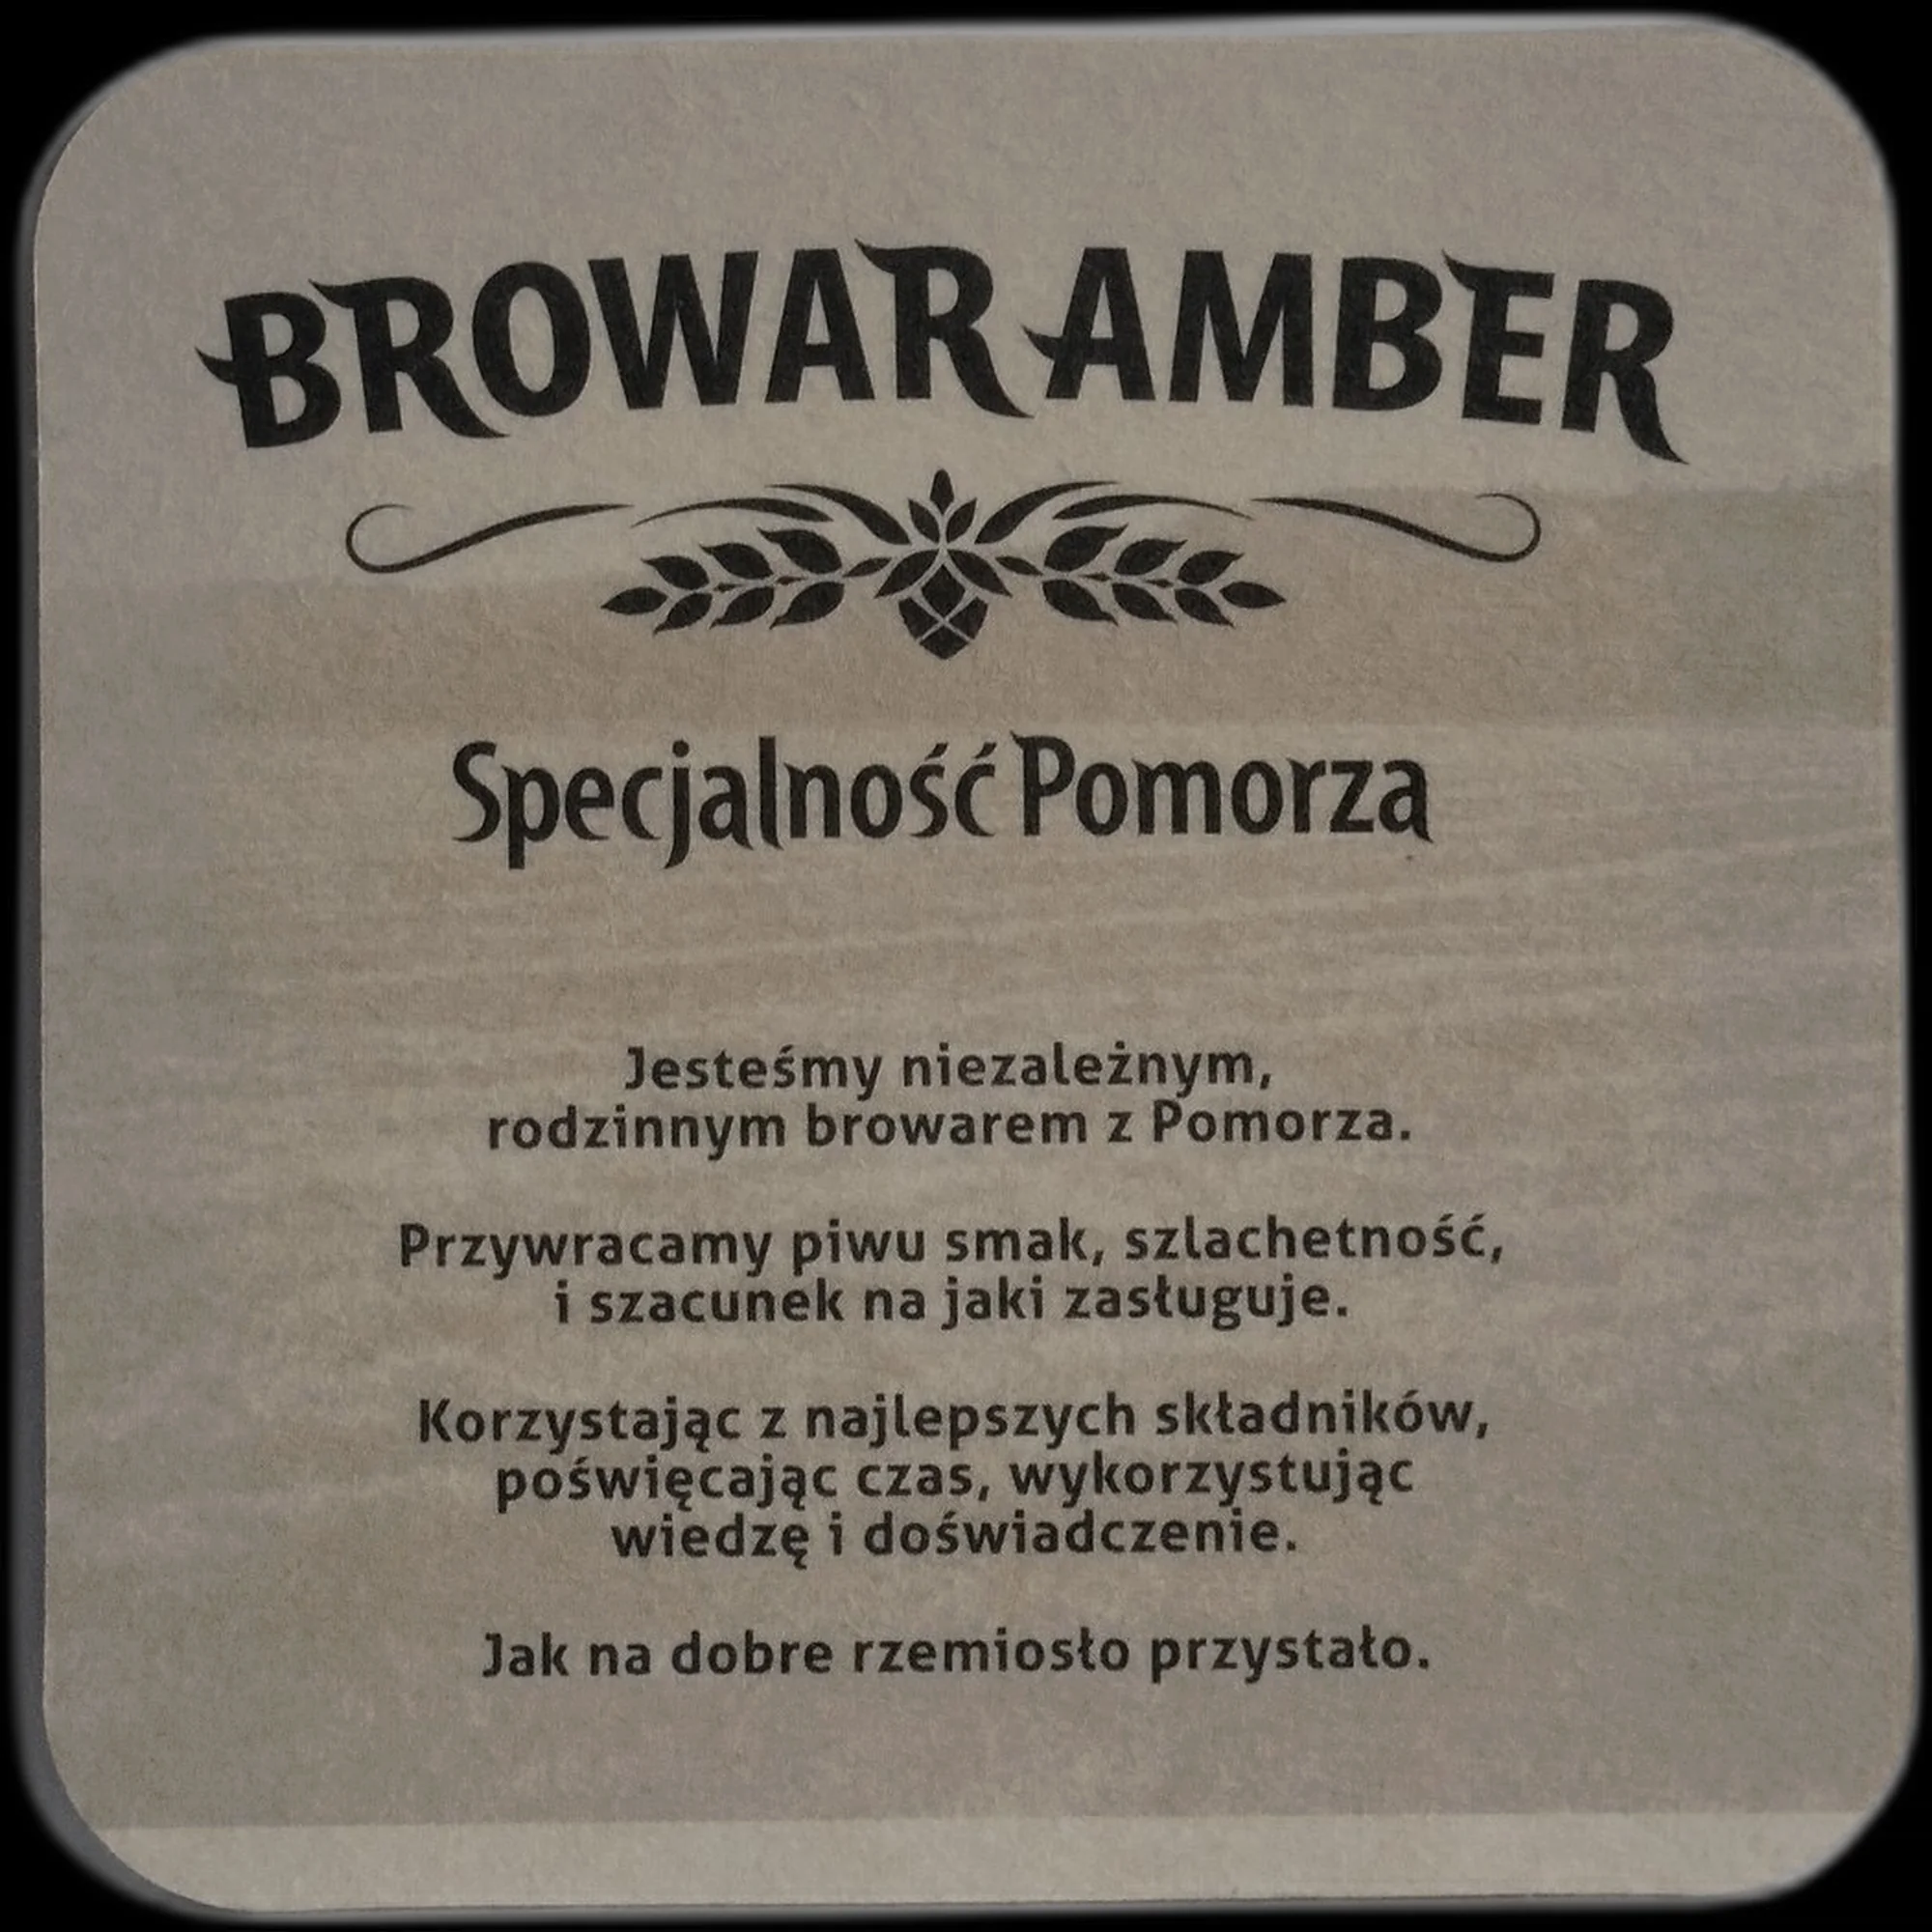 BROWAR AMBER
Specjalność Pomorza
Jesteśmy niezależnym,
rodzinnym browarem z Pomorza.
Przywracamy piwu smak, szlachetność,
i szacunek na jaki zasługuje.
Korzystając z najlepszych składników,
poświęcając czas, wykorzystując
wiedzę i doświadczenie.
Jak na dobre rzemiosło przystało.